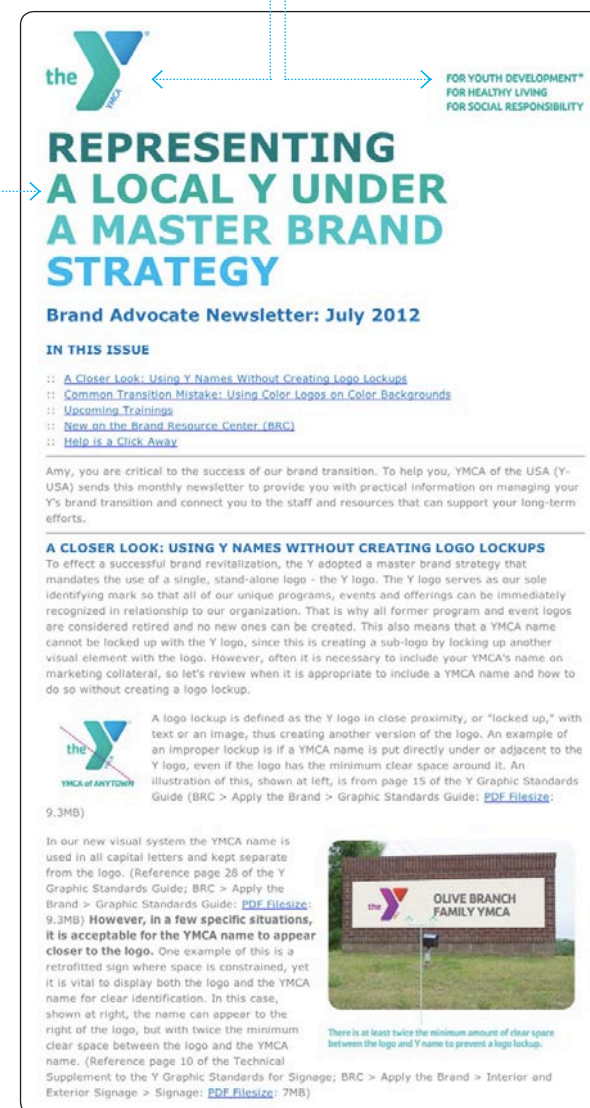 the
YMCA
FOR YOUTH DEVELOPMENT®
FOR HEALTHY LIVING
FOR SOCIAL RESPONSIBILITY
REPRESENTING
A LOCAL Y UNDER
A MASTER BRAND
STRATEGY
Brand Advocate Newsletter: July 2012
IN THIS ISSUE
:: A Closer Look: Using Y Names Without Creating Logo Lockups
:: Common Transition Mistake: Using Color Logos on Color Backgrounds
:: Upcoming Trainings
:: New on the Brand Resource Center (BRC)
:: Help is a Click Away
Amy, you are critical to the success of our brand transition. To help you, YMCA of the USA (Y-
USA) sends this monthly newsletter to provide you with practical information on managing your
Y's brand transition and connect you to the staff and resources that can support your long-term
efforts.
A CLOSER LOOK: USING Y NAMES WITHOUT CREATING LOGO LOCKUPS
To effect a successful brand revitalization, the Y adopted a master brand strategy that
mandates the use of a single, stand-alone logo - the Y logo. The Y logo serves as our sole
identifying mark so that all of our unique programs, events and offerings can be immediately
recognized in relationship to our organization. That is why all former program and event logos
are considered retired and no new ones can be created. This also means that a YMCA name
cannot be locked up with the Y logo, since this is creating a sub-logo by locking up another
visual element with the logo. However, often it is necessary to include your YMCA's name on
marketing collateral, so let's review when it is appropriate to include a YMCA name and how to
do so without creating a logo lockup.
the
YMCA of ANYTOWN
A logo lockup is defined as the Y logo in close proximity, or "locked up," with
text or an image, thus creating another version of the logo. An example of
an improper lockup is if a YMCA name is put directly under or adjacent to the
Y logo, even if the logo has the minimum clear space around it. An
illustration of this, shown at left, is from page 15 of the Y Graphic Standards
Guide (BRC > Apply the Brand > Graphic Standards Guide: PDF Filesize:
9.3MB)
In our new visual system the YMCA name is
used in all capital letters and kept separate
from the logo. (Reference page 28 of the Y
Graphic Standards Guide; BRC > Apply the
Brand > Graphic Standards Guide: PDF Filesize:
9.3MB) However, in a few specific situations,
it is acceptable for the YMCA name to appear
closer to the logo. One example of this is a
retrofitted sign where space is constrained, yet
it is vital to display both the logo and the YMCA
name for clear identification. In this case,
shown at right, the name can appear to the
right of the logo, but with twice the minimum
clear space between the logo and the YMCA
name. (Reference page 10 of the Technical
Supplement to the Y Graphic Standards for Signage; BRC > Apply the Brand > Interior and
Exterior Signage > Signage: PDF Filesize: 7MB)
the
OLIVE BRANCH
FAMILY YMCA
There is at least twice the minimum amount of clear space
between the logo and Y name to prevent a logo lockup.